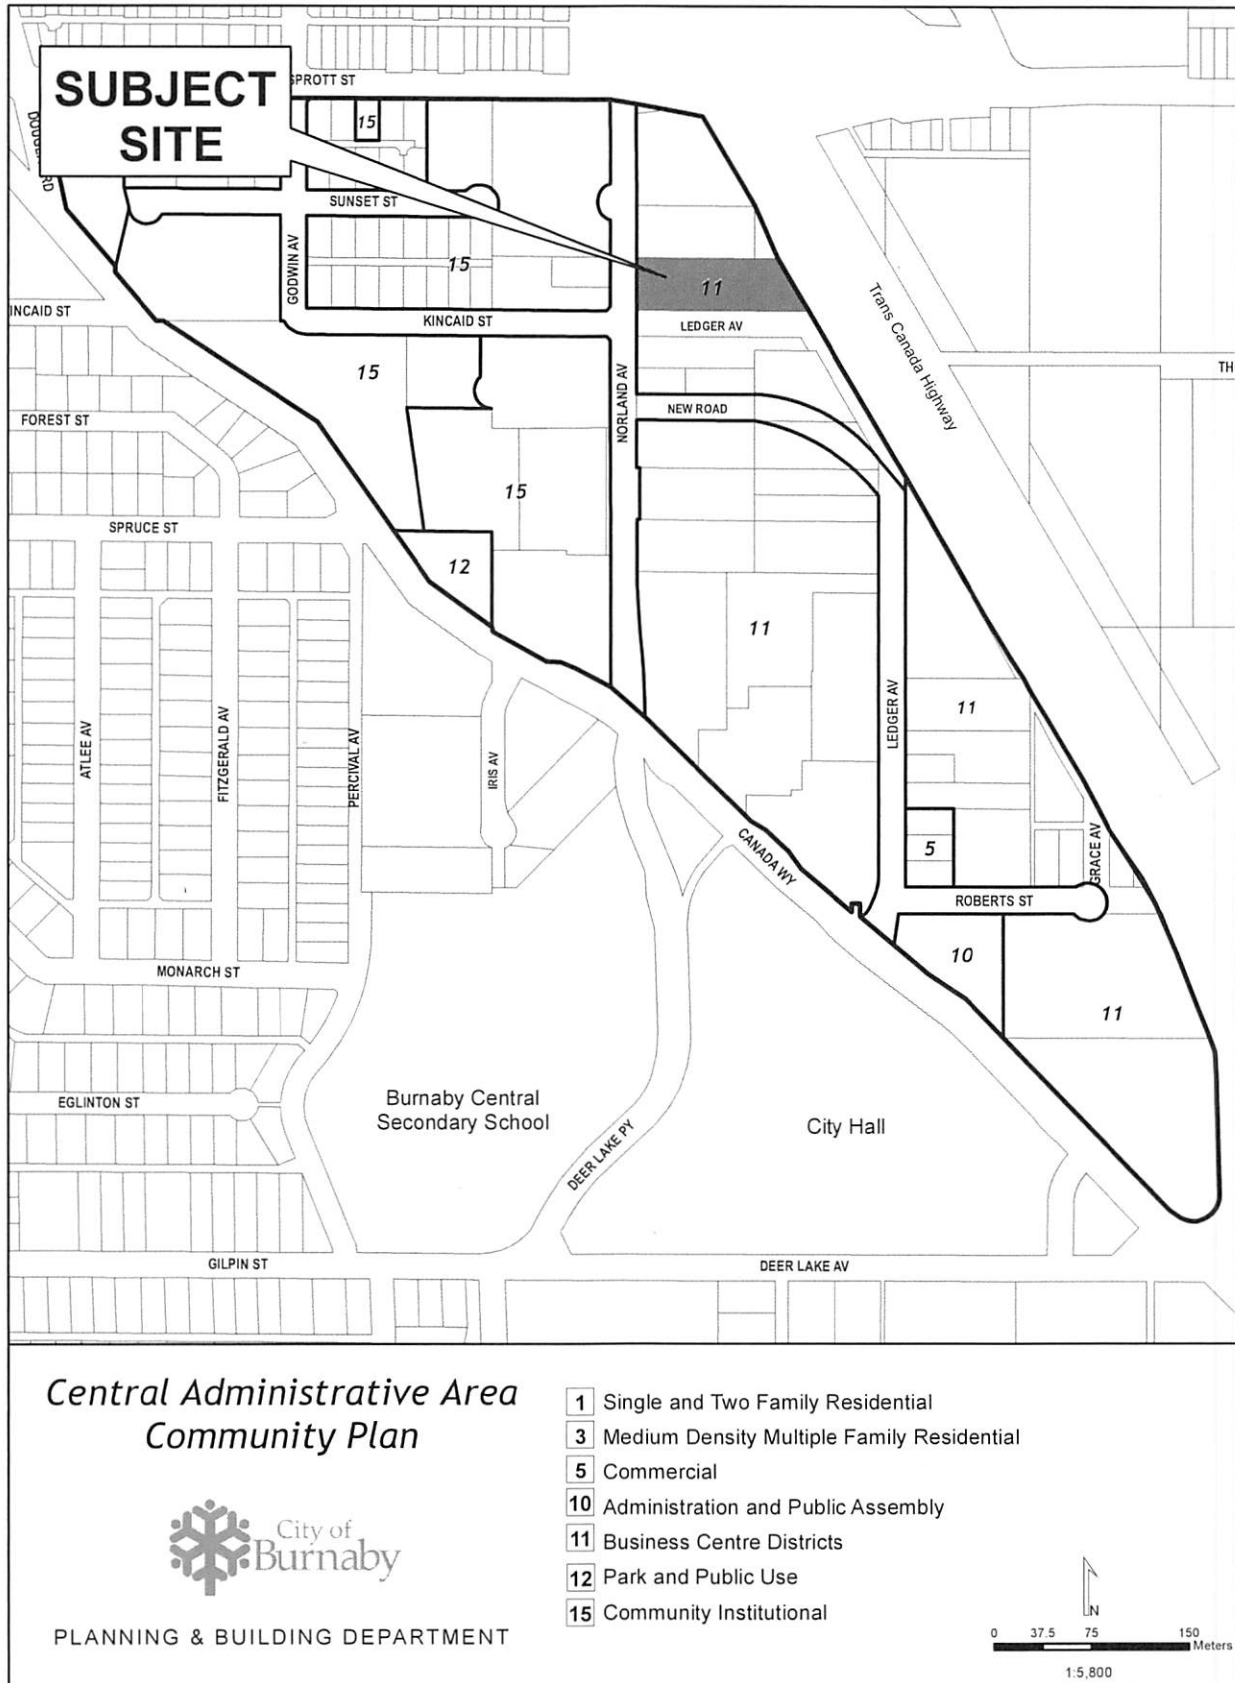 SUBJECT
SITE
SPROTT ST
15
SUNSET ST
GODWIN AV
15
11
KINCAID ST
LEDGER AV
Trans Canada Highway
INCAID ST
TH
15
NORLAND AV
NEW ROAD
FOREST ST
15
SPRUCE ST
12
11
ATLEE AV
FITZGERALD AV
PERCIVAL AV
IRIS AV
LEDGER AV
11
CANADA WY
5
GRACE AV
ROBERTS ST
10
MONARCH ST
11
EGLINTON ST
Burnaby Central
Secondary School
City Hall
DEER LAKE PY
GILPIN ST
DEER LAKE AV
Central Administrative Area
Community Plan
City of
Burnaby
PLANNING & BUILDING DEPARTMENT
1 Single and Two Family Residential
3 Medium Density Multiple Family Residential
5 Commercial
10 Administration and Public Assembly
11 Business Centre Districts
12 Park and Public Use
15 Community Institutional
N
0 37.5 75 150
Meters
1:5,800